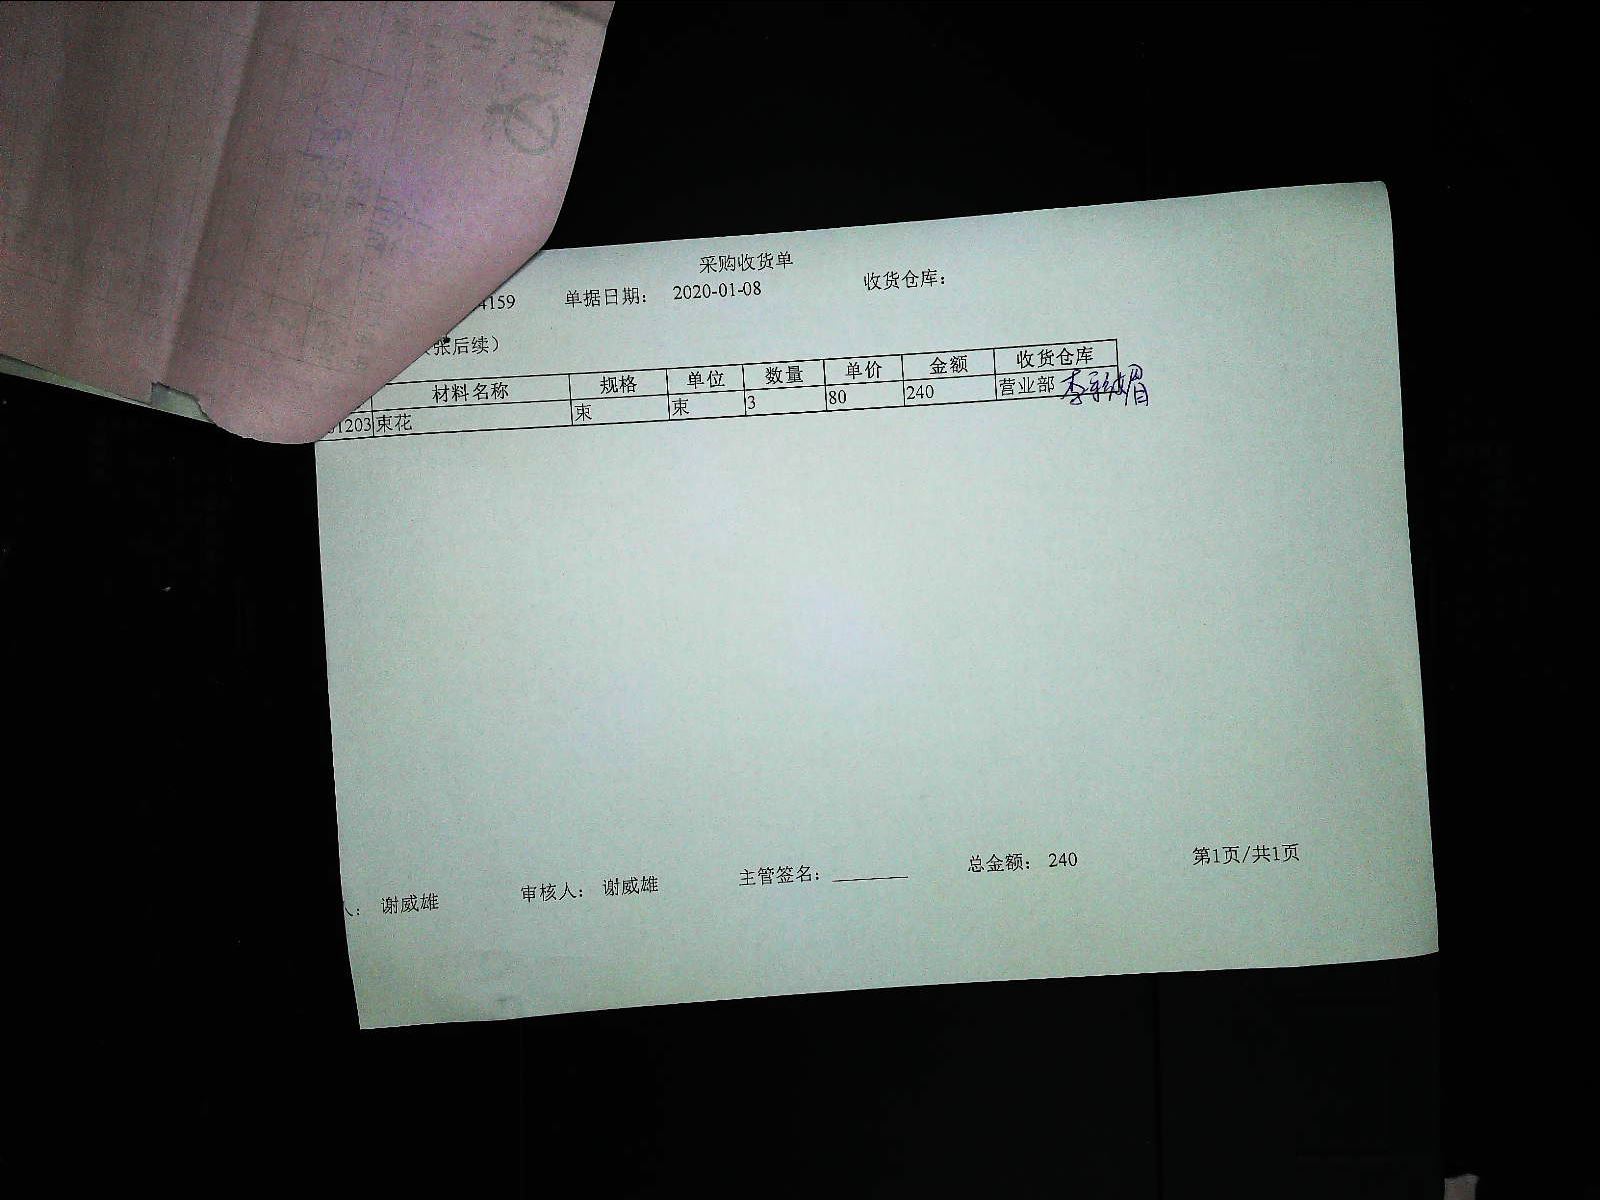 采购收货单
4159 单据日期： 2020-01-08 收货仓库：
张后续）
材料名称 规格 单位 数量 单价 金额 收货仓库
01203 束花 束 束 3 80 240 营业部
人： 谢威雄 审核人： 谢威雄 主管签名： 总金额： 240 第1页/共1页